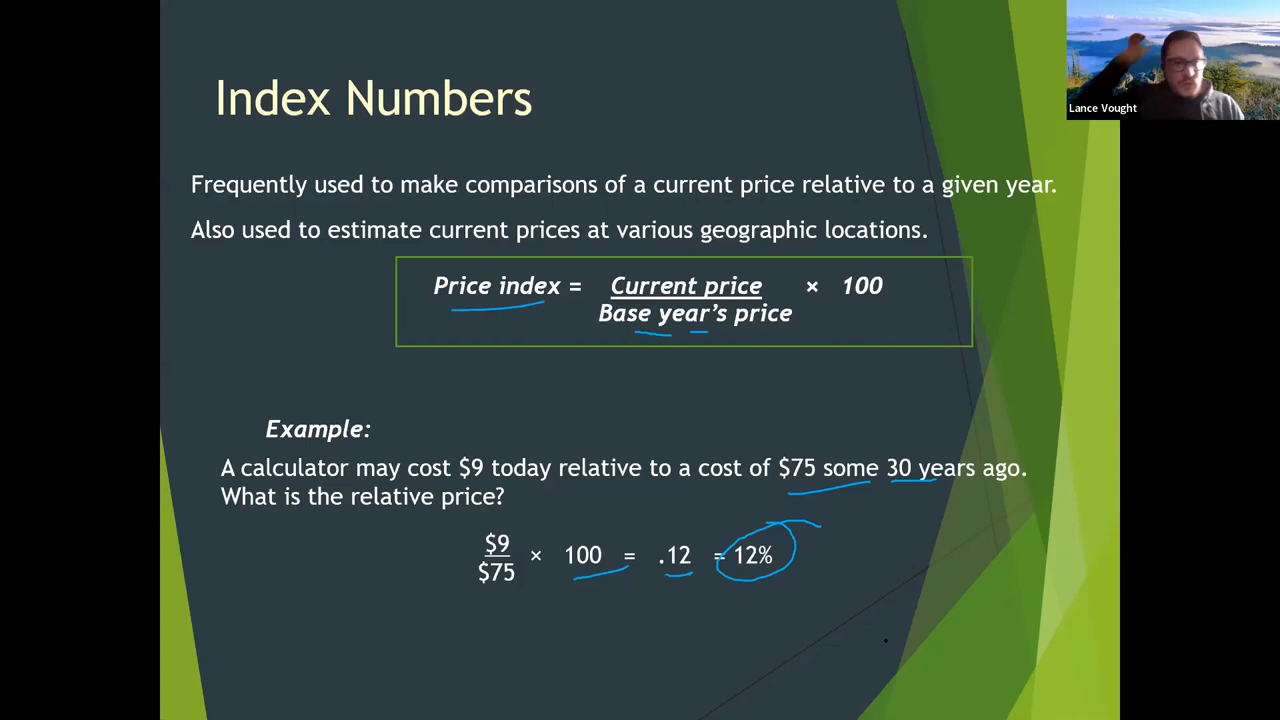 Lance Vought
Index Numbers
Frequently used to make comparisons of a current price relative to a given year.
Also used to estimate current prices at various geographic locations.
Price index = Current price × 100
Base year's price
Example:
A calculator may cost $9 today relative to a cost of $75 some 30 years ago.
What is the relative price?
$9
$75 × 100 = .12 = 12%